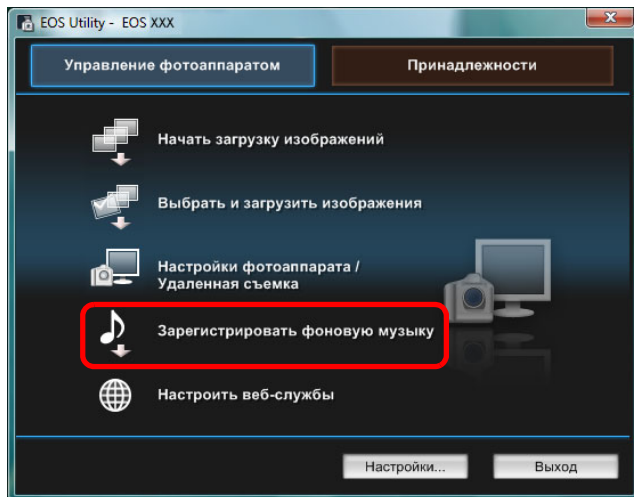 EOS Utility - EOS XXX
Управление фотоаппаратом
Принадлежности
Начать загрузку изображений
Выбрать и загрузить изображения
Настройки фотоаппарата /
Удаленная съемка
Зарегистрировать фоновую музыку
Настроить веб-службы
Настройки...
Выход